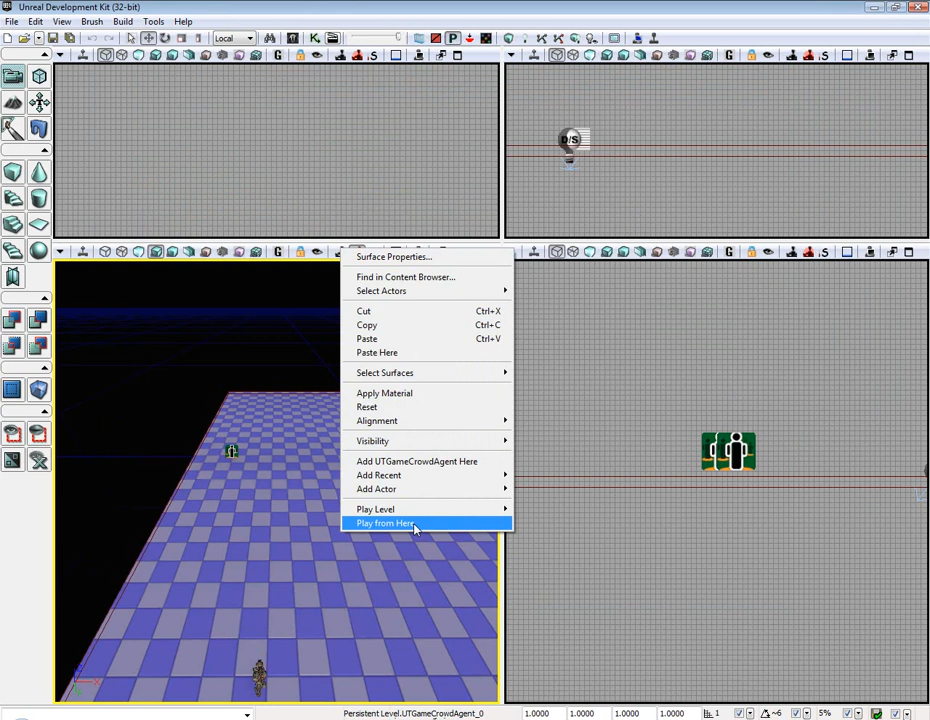 Unreal Development Kit (32-bit)
File Edit View Brush Build Tools Help
Local
P
G S G S
D/S
G G
Surface Properties...
Find in Content Browser...
Select Actors
Cut Ctrl+X
Copy Ctrl+C
Paste Ctrl+V
Paste Here
Select Surfaces
Apply Material
Reset
Alignment
Visibility
Add UTGameCrowdAgent Here
Add Recent
Add Actor
Play Level
Play from Here
Persistent Level.UTGameCrowdAgent_0 1.0000 1.0000 1.0000 1.0000 1 ~6 5%